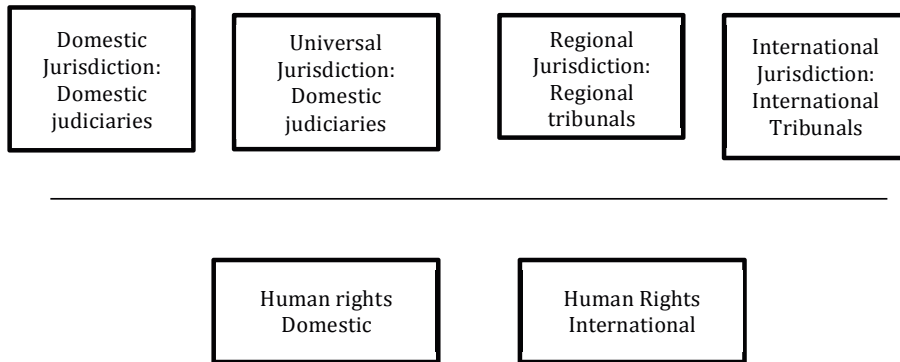 Domestic
Jurisdiction:
Domestic
judiciaries
Universal
Jurisdiction:
Domestic
judiciaries
Regional
Jurisdiction:
Regional
tribunals
International
Jurisdiction:
International
Tribunals
Human rights
Domestic
Human Rights
International